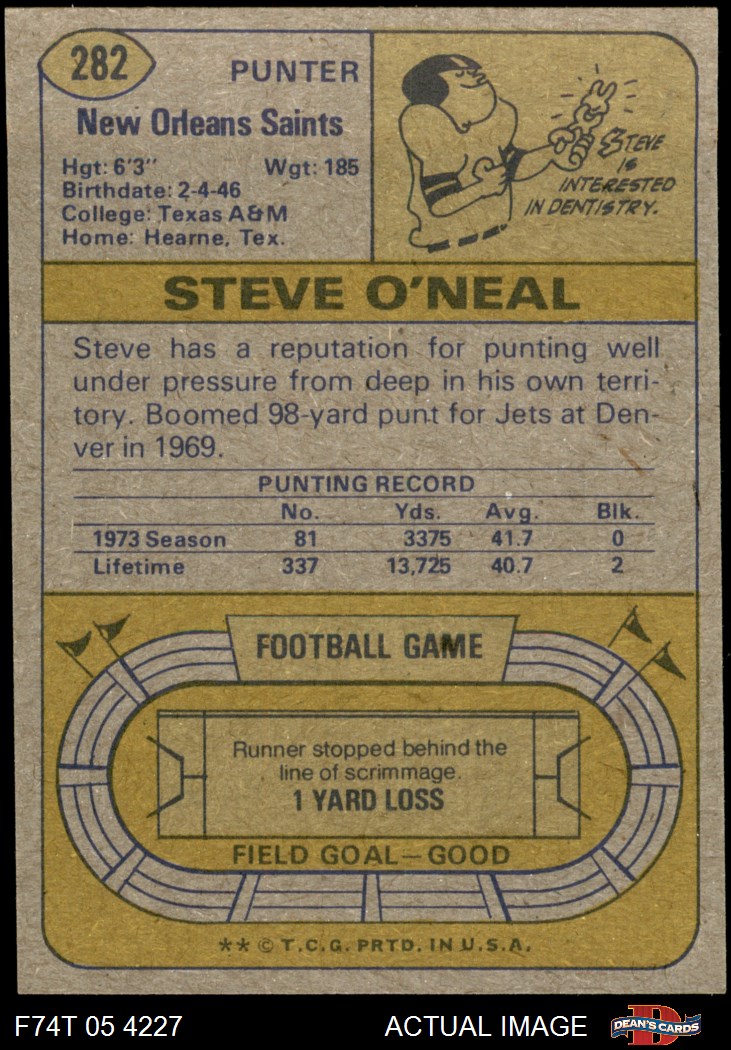 282
PUNTER
New Orleans Saints
Hgt: 6'3" Wgt: 185
Birthdate: 2-4-46
College: Texas A&M
Home: Hearne, Tex.
STEVE
IS
INTERESTED
IN DENTISTRY.
STEVE O'NEAL
Steve has a reputation for punting well
under pressure from deep in his own terri-
tory. Boomed 98-yard punt for Jets at Den-
ver in 1969.
PUNTING RECORD
No. Yds. Avg. Blk.
1973 Season 81 3375 41.7 0
Lifetime 337 13,725 40.7 2
FOOTBALL GAME
Runner stopped behind the
line of scrimmage.
1 YARD LOSS
FIELD GOAL—GOOD
** © T.C.G. PRTD. IN U.S.A.
F74T 05 4227 ACTUAL IMAGE
D
DEAN'S CARDS